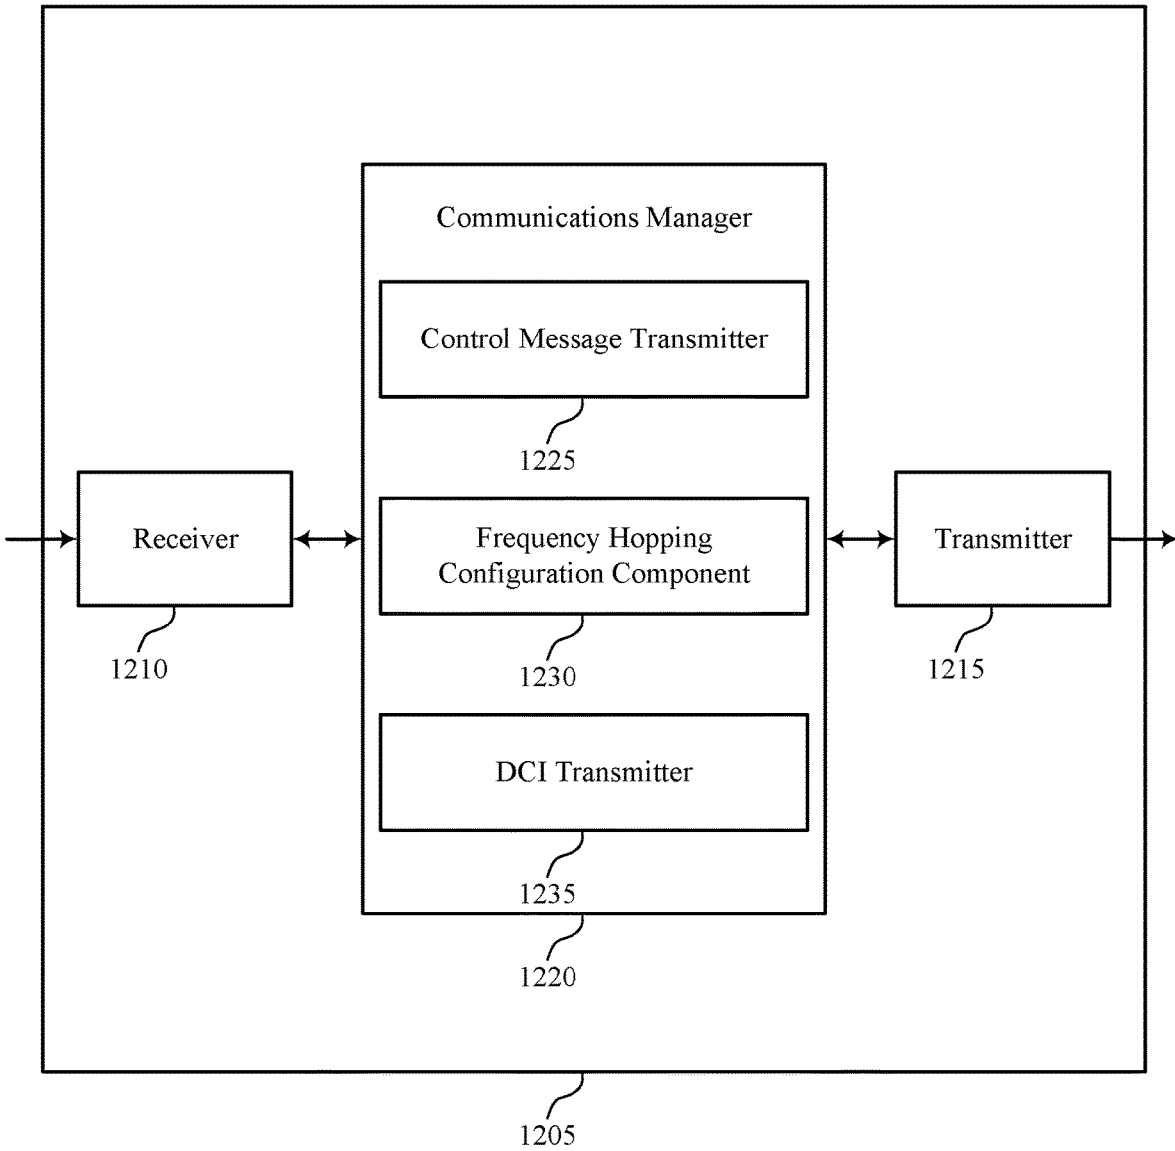 Communications Manager
Control Message Transmitter
1225
Receiver
1210
Frequency Hopping
Configuration Component
1230
Transmitter
1215
DCI Transmitter
1235
1220
1205